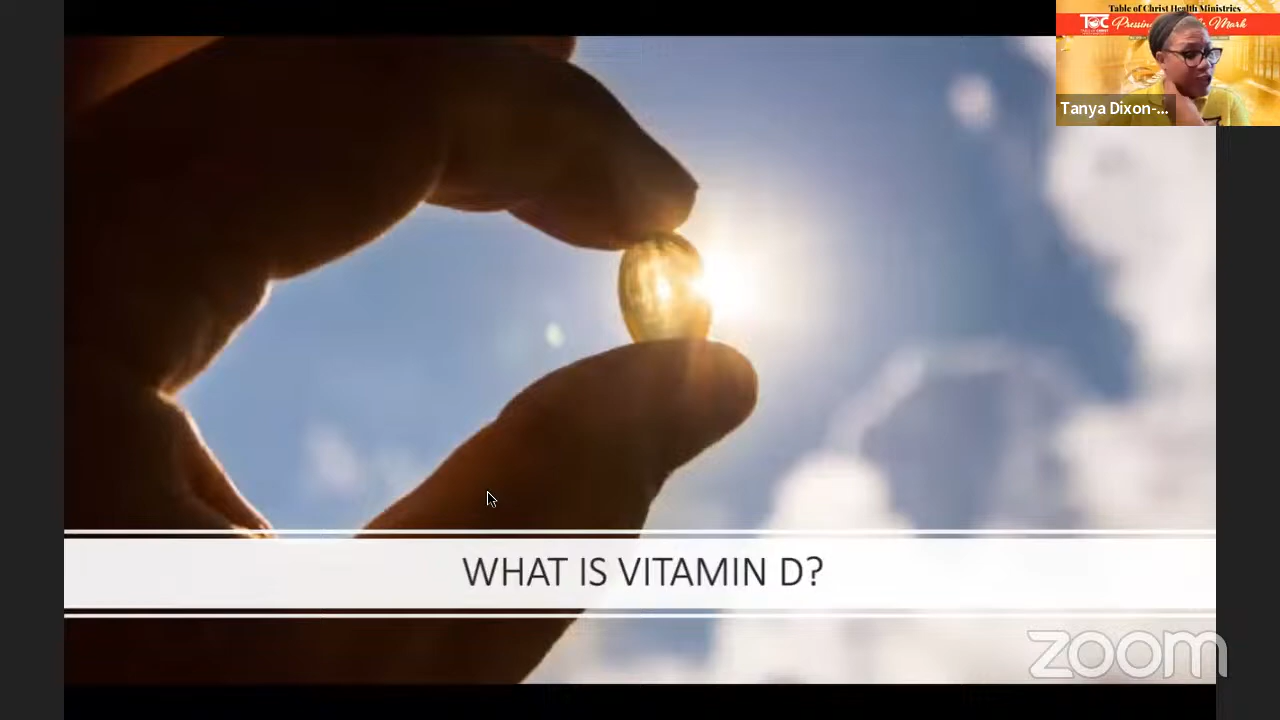 Table of Christ Health Ministries
TOC
Mark
Tanya Dixon-...
WHAT IS VITAMIN D?
zoom